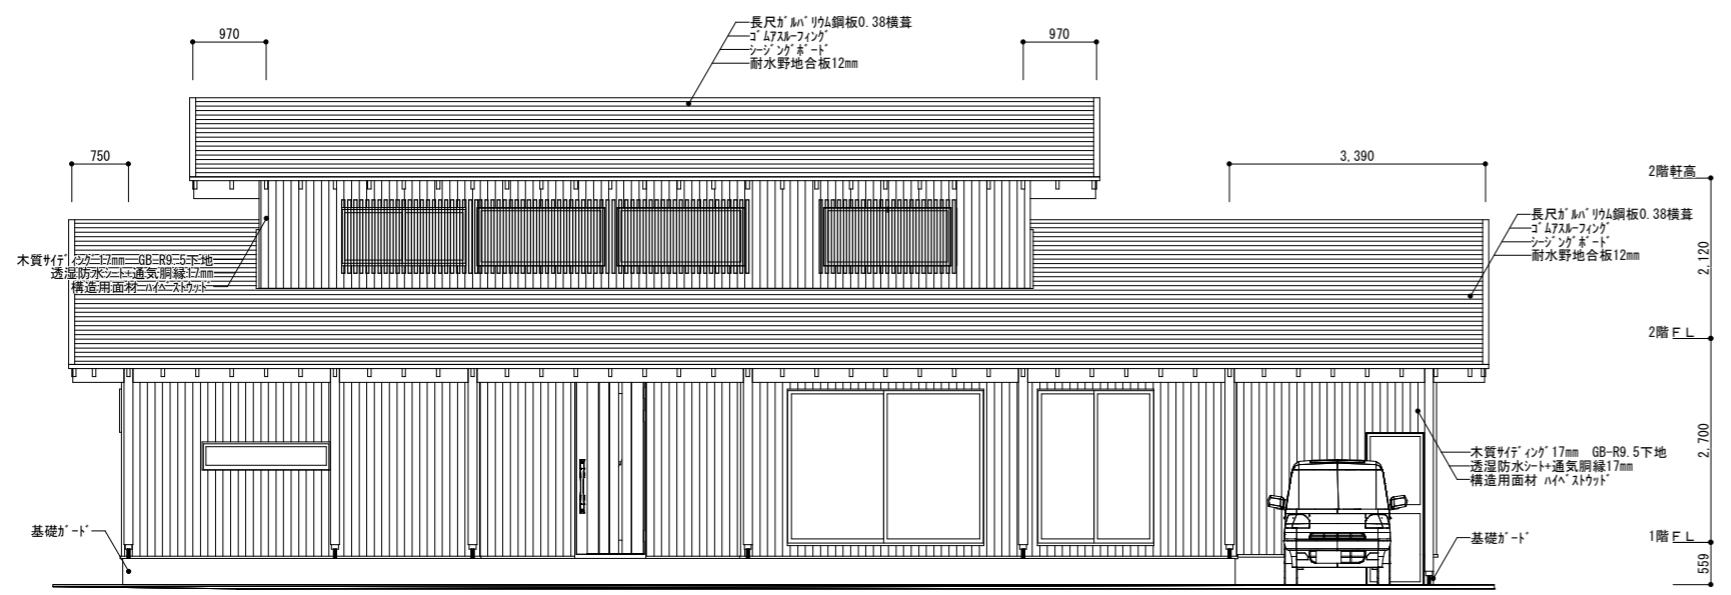 970
長尺ｶﾞﾙﾊﾞﾘｳﾑ鋼板0.38横葺
ｺﾞﾑｱｽﾙｰﾌｨﾝｸﾞ
ｼｰｼﾞﾝｸﾞﾎﾞｰﾄﾞ
耐水野地合板12mm
970
750
3,390
2階軒高
長尺ｶﾞﾙﾊﾞﾘｳﾑ鋼板0.38横葺
ｺﾞﾑｱｽﾙｰﾌｨﾝｸﾞ
ｼｰｼﾞﾝｸﾞﾎﾞｰﾄﾞ
耐水野地合板12mm
木質ｻｲﾃﾞｨﾝｸﾞ17mm　GB-R9.5下地
透湿防水ｼｰﾄ+通気胴縁17mm
構造用面材 ﾊｲﾍﾞｽﾄｳｯﾄﾞ
2,120
2階ＦＬ
2,700
木質ｻｲﾃﾞｨﾝｸﾞ17mm　GB-R9.5下地
透湿防水ｼｰﾄ+通気胴縁17mm
構造用面材 ﾊｲﾍﾞｽﾄｳｯﾄﾞ
基礎ｶﾞｰﾄﾞ
基礎ｶﾞｰﾄﾞ
1階ＦＬ
559